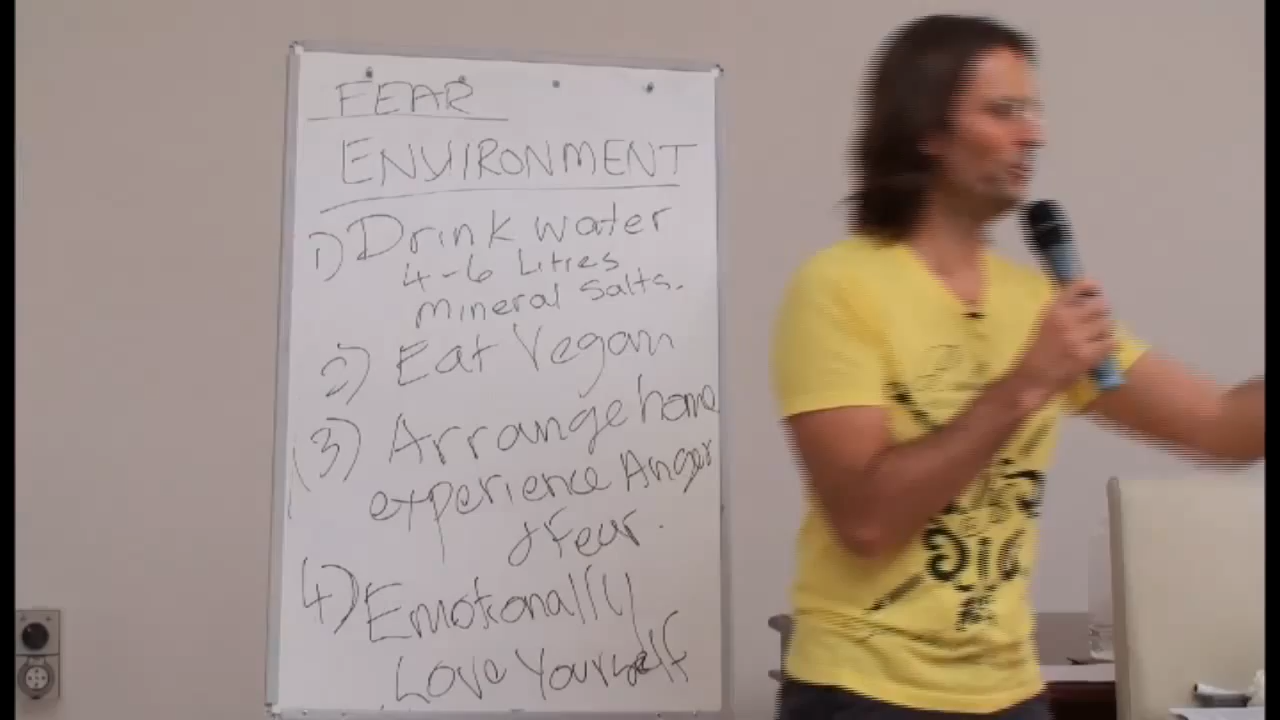 FEAR
ENVIRONMENT
1) Drink water
4-6 Litres
Mineral Salts.
2) Eat Vegan
3) Arrange home
experience Anger
& Fear.
4) Emotionally
Love Yourself